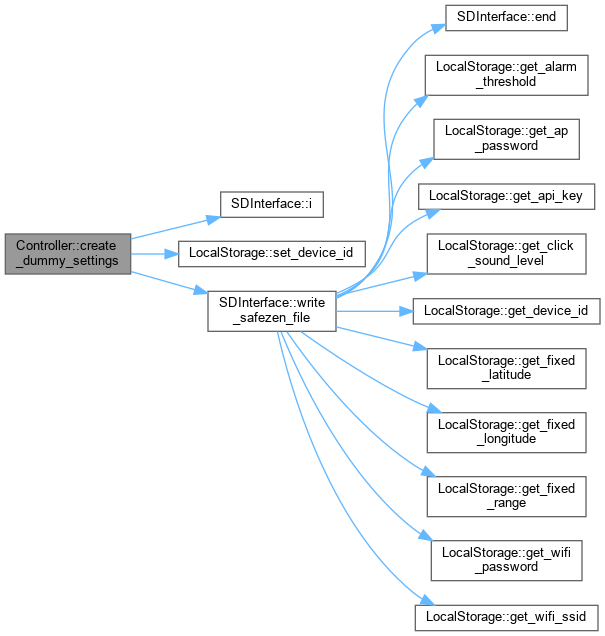 Controller::create
_dummy_settings
SDInterface::i
LocalStorage::set_device_id
SDInterface::write
_safezen_file
SDInterface::end
LocalStorage::get_alarm
_threshold
LocalStorage::get_ap
_password
LocalStorage::get_api_key
LocalStorage::get_click
_sound_level
LocalStorage::get_device_id
LocalStorage::get_fixed
_latitude
LocalStorage::get_fixed
_longitude
LocalStorage::get_fixed
_range
LocalStorage::get_wifi
_password
LocalStorage::get_wifi_ssid